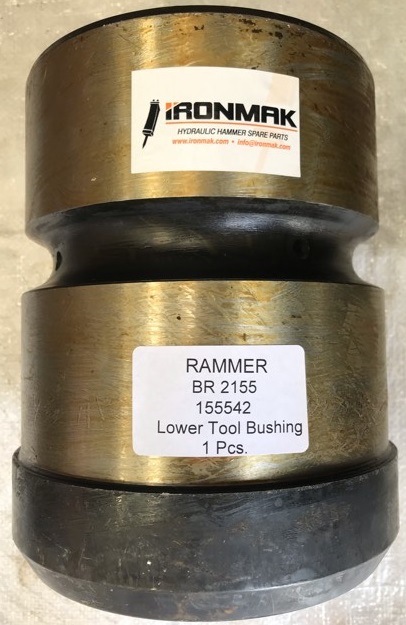 IRONMAK
HYDRAULIC HAMMER SPARE PARTS
www.ironmak.com • info@ironmak.com
RAMMER
BR 2155
155542
Lower Tool Bushing
1 Pcs.